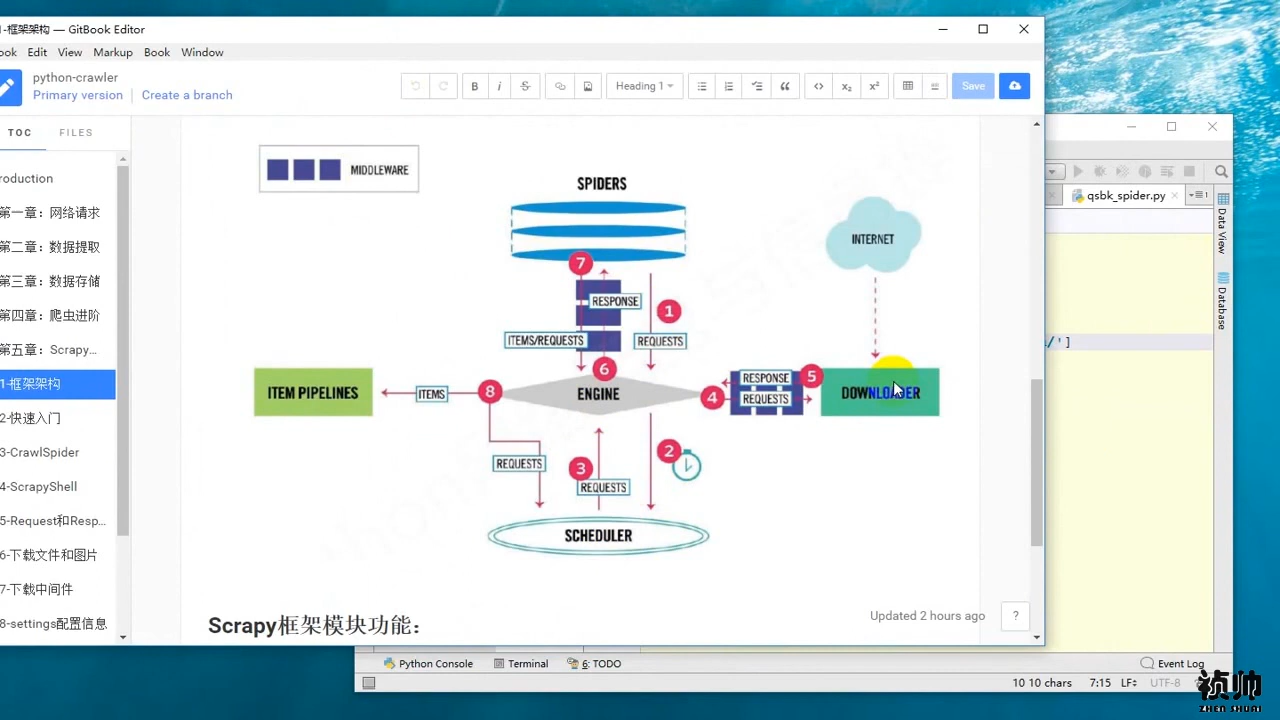 1-框架架构 — GitBook Editor
ook Edit View Markup Book Window
python-crawler
Primary version Create a branch
B i S Heading 1 <> x₂ x² Save
TOC FILES
roduction
第一章：网络请求
第二章：数据提取
第三章：数据存储
第四章：爬虫进阶
第五章：Scrapy...
1-框架架构
2-快速入门
3-CrawlSpider
4-ScrapyShell
5-Request和Resp...
6-下载文件和图片
7-下载中间件
8-settings配置信息
MIDDLEWARE
SPIDERS
INTERNET
7
RESPONSE
1
ITEMS/REQUESTS
REQUESTS
6
ITEM PIPELINES
ITEMS
8
ENGINE
4
RESPONSE
REQUESTS
5
DOWNLOADER
REQUESTS
3
REQUESTS
2
SCHEDULER
Scrapy框架模块功能：
Updated 2 hours ago
?
qsbk_spider.py
Data View
Database
/']
Python Console Terminal 6: TODO Event Log
10 10 chars 7:15 LF UTF-8
祯帅
ZHEN SHUAI